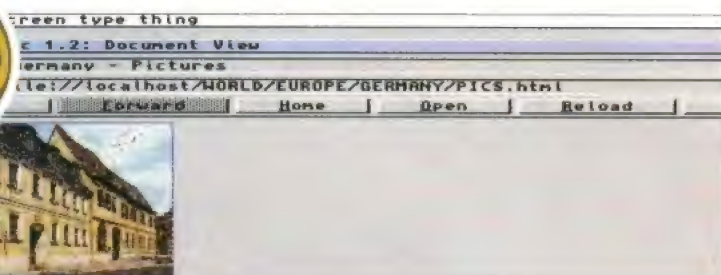 reen type thing
c 1.2: Document View
ermany - Pictures
ile://localhost/WORLD/EUROPE/GERMANY/PICS.html
Forward Home Open Reload